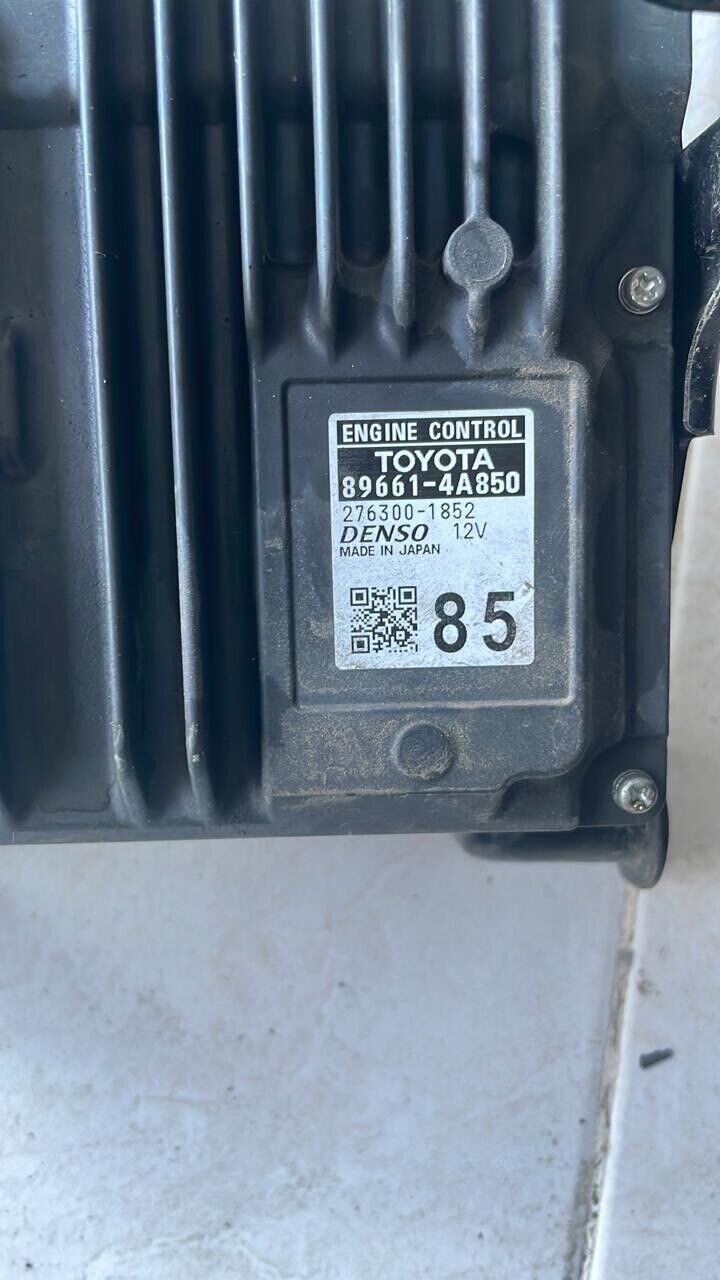 ENGINE CONTROL
TOYOTA
89661-4A850
276300-1852
DENSO 12V
MADE IN JAPAN
85